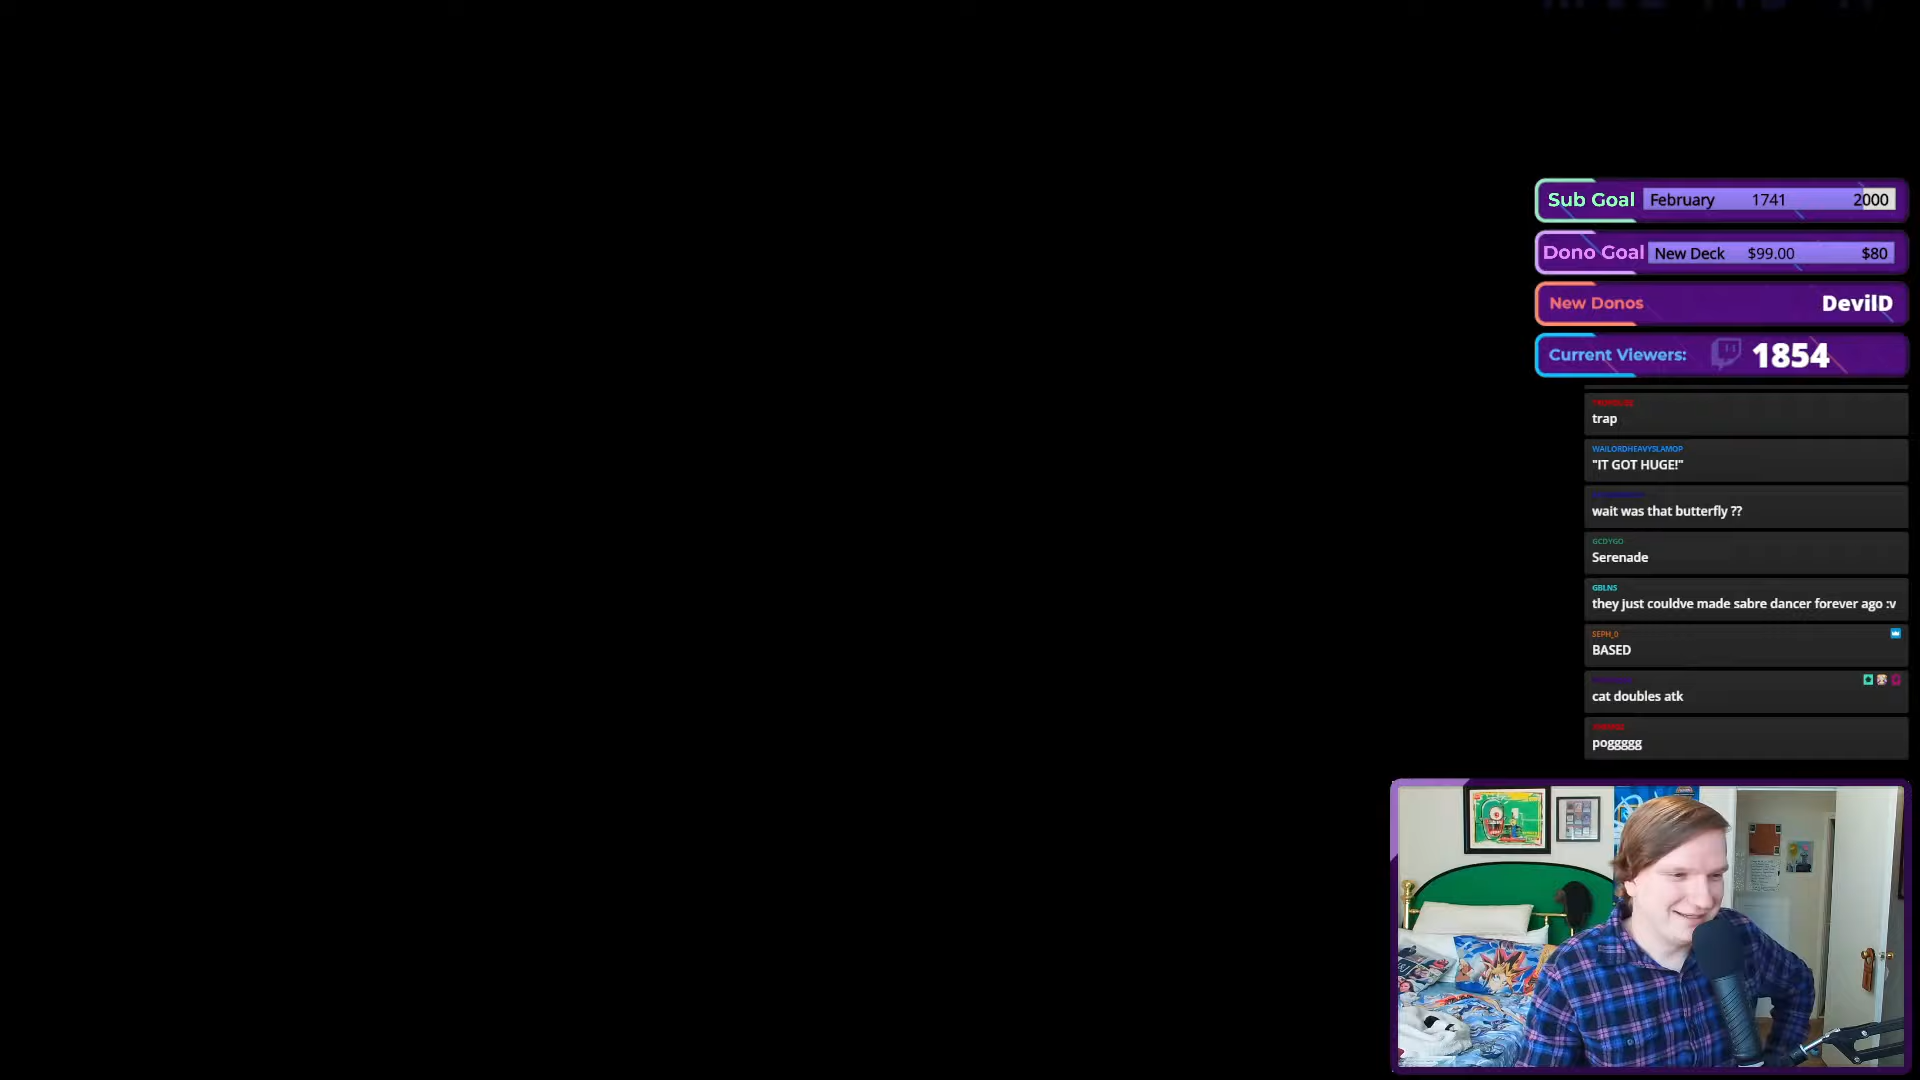 Sub Goal February 1741 2000
Dono Goal New Deck $99.00 $80
New Donos DevilD
Current Viewers: 1854
trap
WAILORDHEAVYSLAMOP
"IT GOT HUGE!"
wait was that butterfly ??
GCDYGO
Serenade
GBLNS
they just couldve made sabre dancer forever ago :v
SEPH_0
BASED
cat doubles atk
poggggg